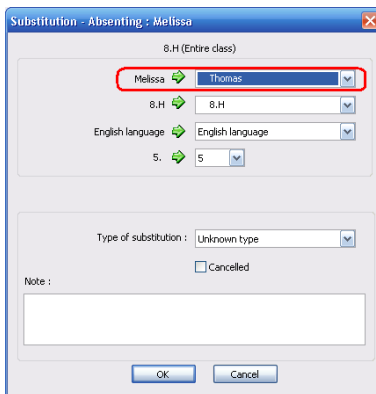 Substitution - Absenting : Melissa
8.H (Entire class)
Melissa Thomas
8.H 8.H
English language English language
5. 5
Type of substitution : Unknown type
Cancelled
Note :
OK Cancel